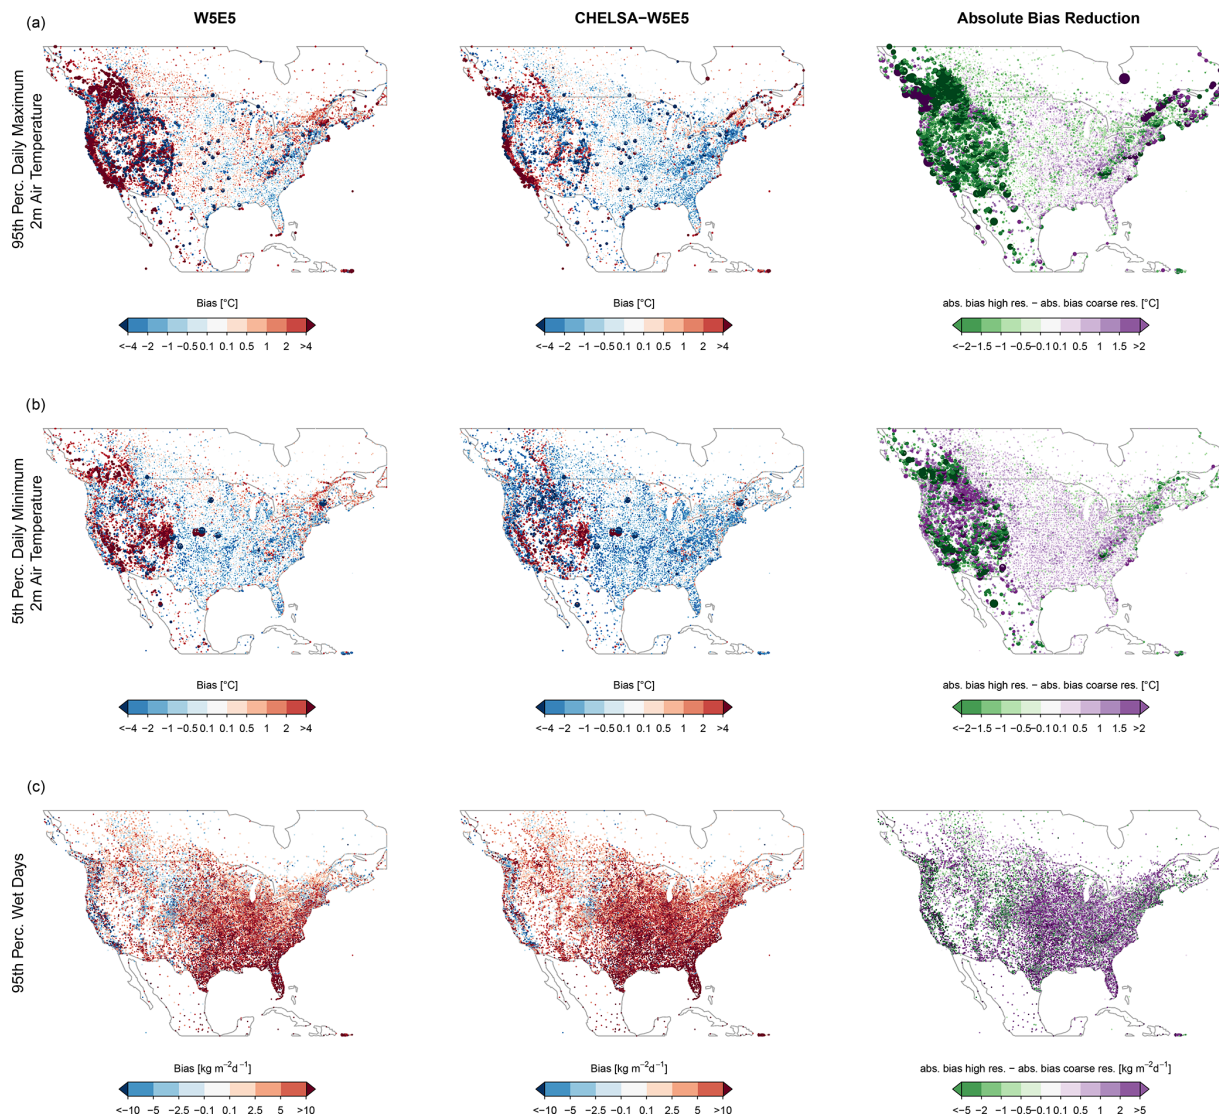 (a)
W5E5
CHELSA−W5E5
Absolute Bias Reduction
95th Perc. Daily Maximum
2m Air Temperature
Bias [°C]
<−4 −2 −1 −0.5 0.1 0.1 0.5 1 2 >4
Bias [°C]
<−4 −2 −1 −0.5 0.1 0.1 0.5 1 2 >4
abs. bias high res. − abs. bias coarse res. [°C]
<−2−1.5 −1 −0.5−0.1 0.1 0.5 1 1.5 >2
(b)
5th Perc. Daily Minimum
2m Air Temperature
Bias [°C]
<−4 −2 −1 −0.5 0.1 0.1 0.5 1 2 >4
Bias [°C]
<−4 −2 −1 −0.5 0.1 0.1 0.5 1 2 >4
abs. bias high res. − abs. bias coarse res. [°C]
<−2−1.5 −1 −0.5−0.1 0.1 0.5 1 1.5 >2
(c)
95th Perc. Wet Days
Bias [kg m⁻²d⁻¹]
<−10 −5 −2.5 −0.1 0.1 2.5 5 >10
Bias [kg m⁻²d⁻¹]
<−10 −5 −2.5 −0.1 0.1 2.5 5 >10
abs. bias high res. − abs. bias coarse res. [kg m⁻²d⁻¹]
<−5 −2 −1 −0.1 0.1 1 2 >5